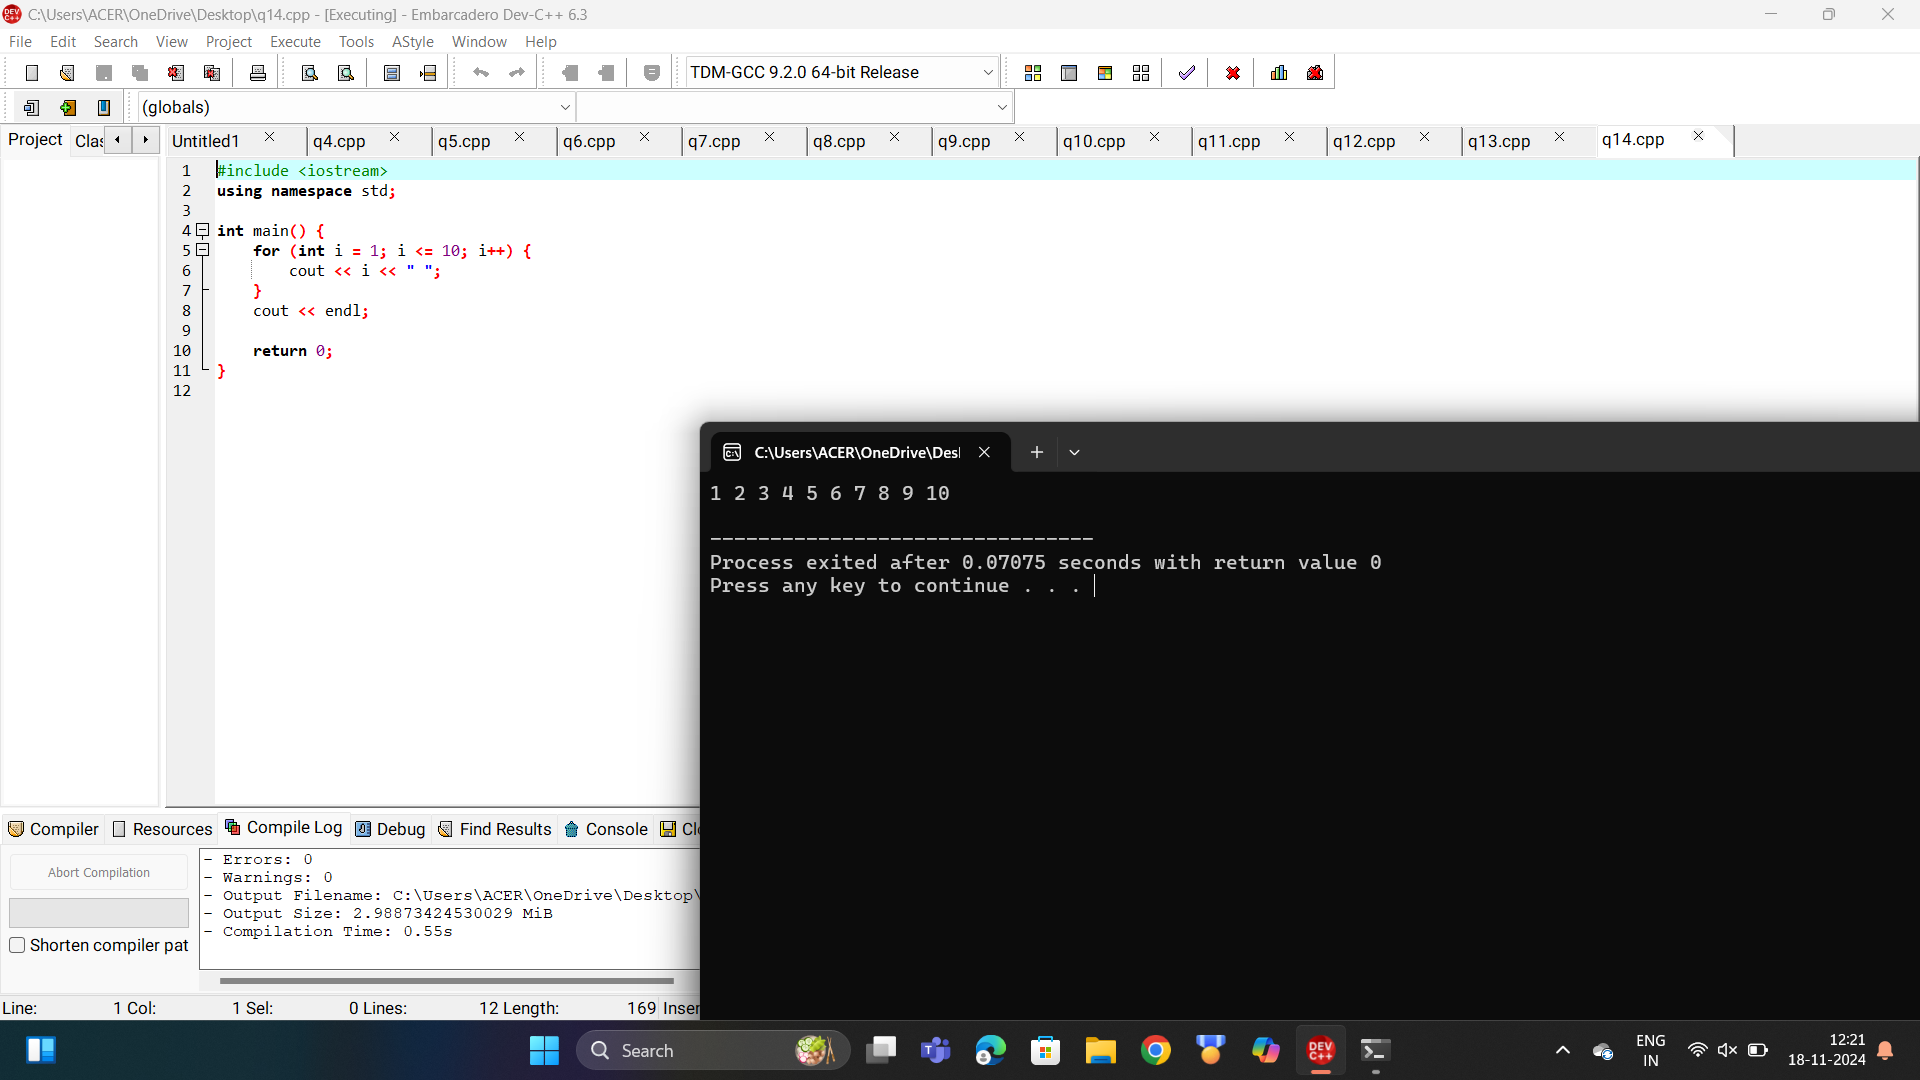 C:\Users\ACER\OneDrive\Desktop\q14.cpp - [Executing] - Embarcadero Dev-C++ 6.3
File Edit Search View Project Execute Tools AStyle Window Help
TDM-GCC 9.2.0 64-bit Release
(globals)
Project Clas Untitled1 q4.cpp q5.cpp q6.cpp q7.cpp q8.cpp q9.cpp q10.cpp q11.cpp q12.cpp q13.cpp q14.cpp
1 #include <iostream>
2 using namespace std;
3
4 int main() {
5 for (int i = 1; i <= 10; i++) {
6 cout << i << " ";
7 }
8 cout << endl;
9
10 return 0;
11 }
12
C:\Users\ACER\OneDrive\Des
1 2 3 4 5 6 7 8 9 10
--------------------------------
Process exited after 0.07075 seconds with return value 0
Press any key to continue . . .
Compiler Resources Compile Log Debug Find Results Console Cl
Abort Compilation
Shorten compiler pat
- Errors: 0
- Warnings: 0
- Output Filename: C:\Users\ACER\OneDrive\Desktop\
- Output Size: 2.98873424530029 MiB
- Compilation Time: 0.55s
Line: 1 Col: 1 Sel: 0 Lines: 12 Length: 169 Inser
Search
DEV C++
ENG
IN
12:21
18-11-2024